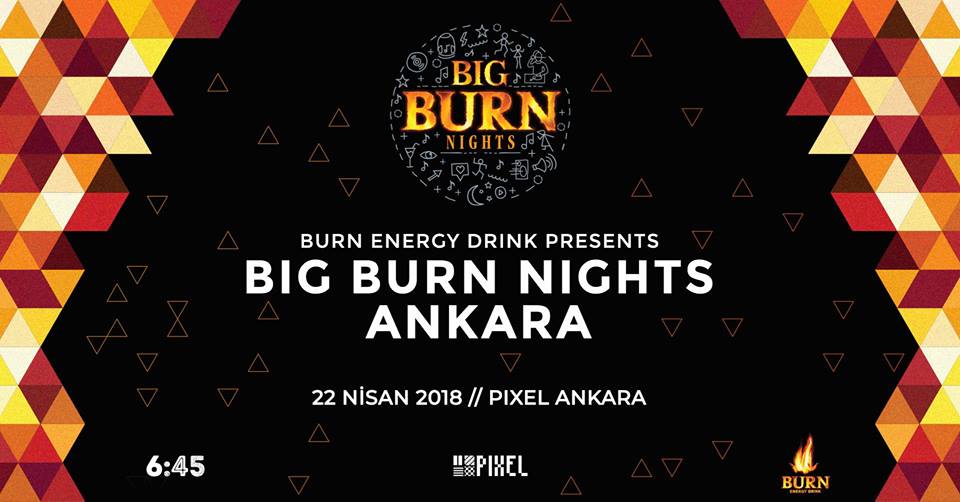 BIG
BURN
NIGHTS
BURN ENERGY DRINK PRESENTS
BIG BURN NIGHTS
ANKARA
22 NİSAN 2018 // PIXEL ANKARA
6:45
PIXEL
BURN
ENERGY DRINK